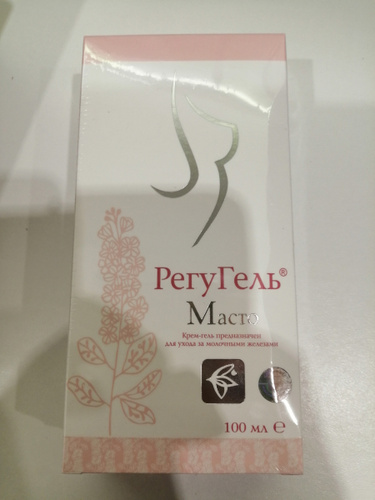 РегуГель®
Масто
Крем-гель предназначен
для ухода за молочными железами
100 мл ℮